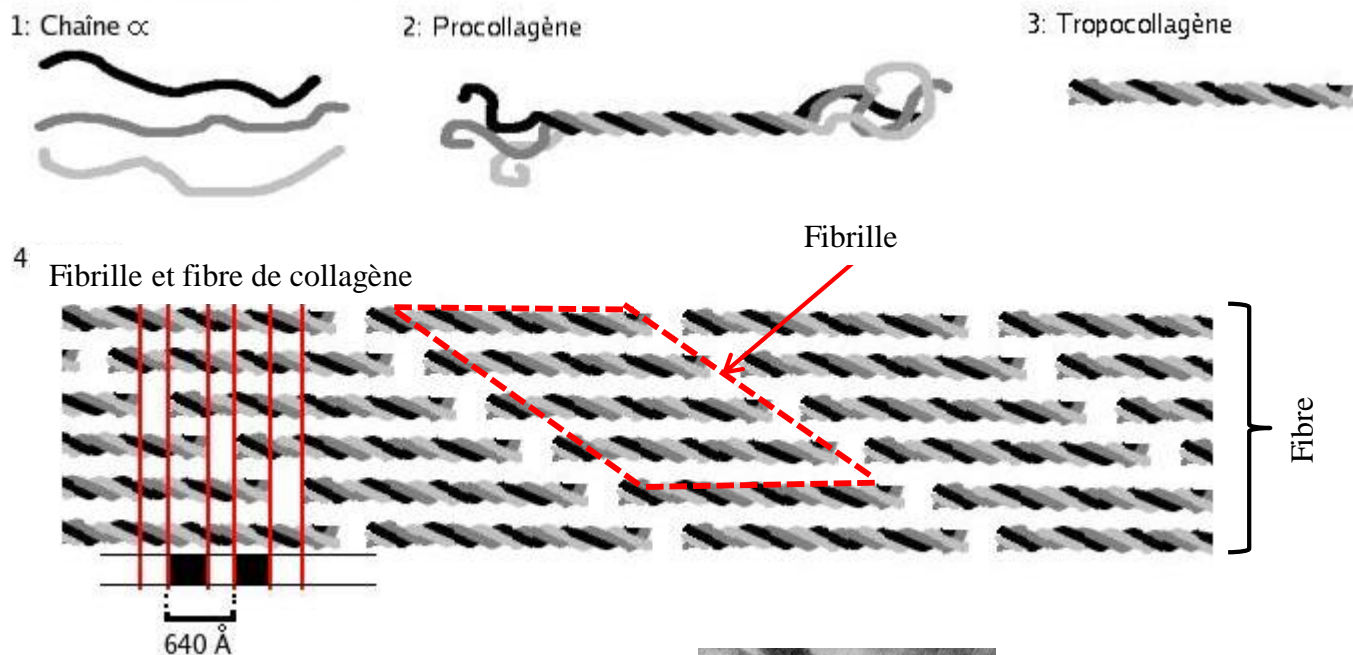 1: Chaîne ∝
2: Procollagène
3: Tropocollagène
4
Fibrille et fibre de collagène
Fibrille
Fibre
640 Å